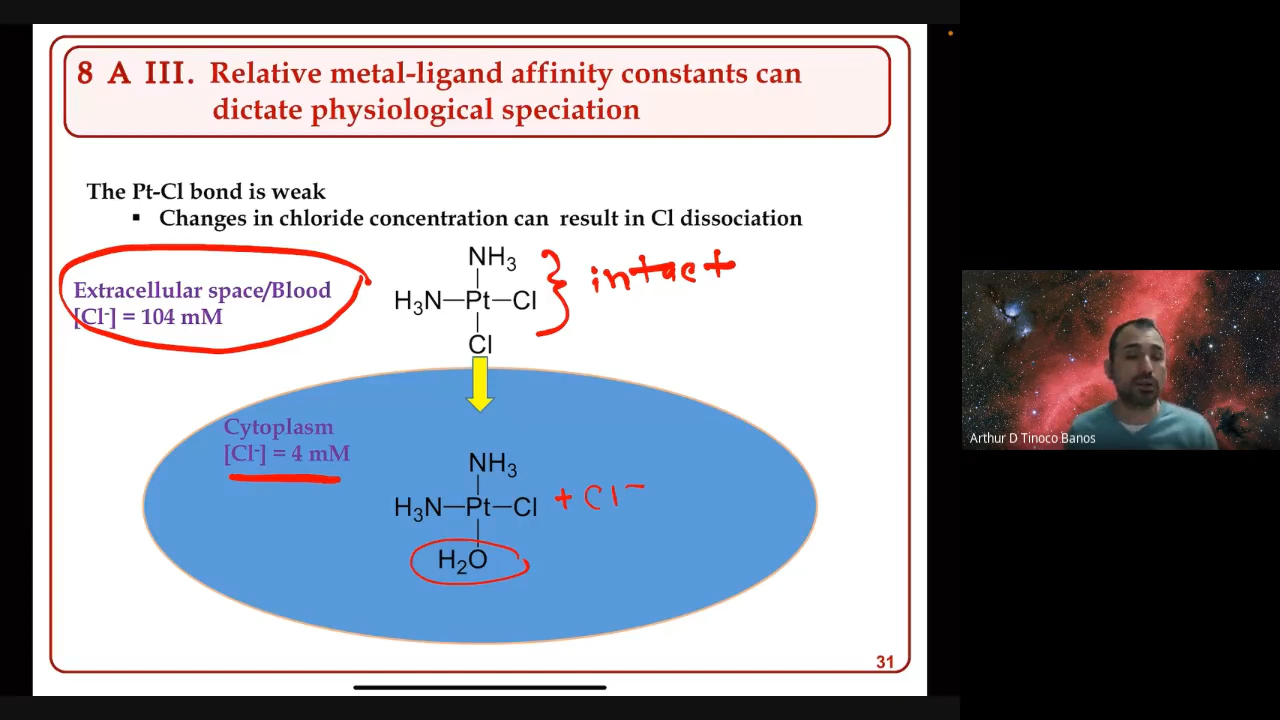 8 A III. Relative metal-ligand affinity constants can
dictate physiological speciation
The Pt-Cl bond is weak
▪ Changes in chloride concentration can result in Cl dissociation
Extracellular space/Blood
[Cl⁻] = 104 mM
NH₃
H₃N—Pt—Cl
Cl
intact
Cytoplasm
[Cl⁻] = 4 mM
NH₃
H₃N—Pt—Cl
+ Cl⁻
H₂O
31
Arthur D Tinoco Banos